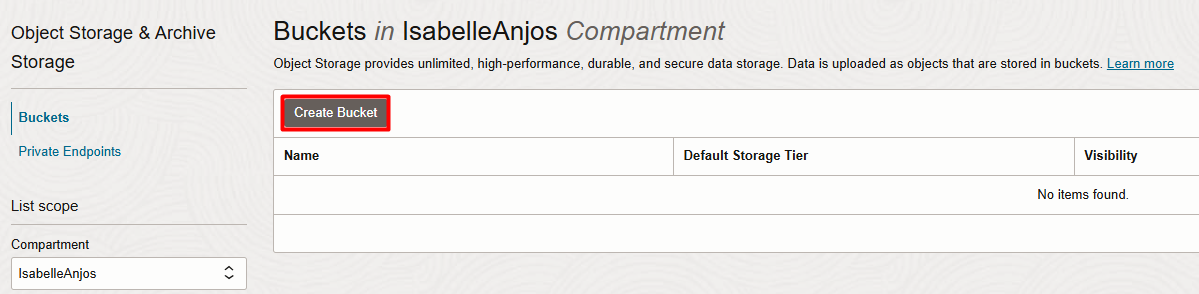 Object Storage & Archive
Storage
Buckets
Private Endpoints
List scope
Compartment
IsabelleAnjos
Buckets in IsabelleAnjos Compartment
Object Storage provides unlimited, high-performance, durable, and secure data storage. Data is uploaded as objects that are stored in buckets. Learn more
Create Bucket
Name Default Storage Tier Visibility
No items found.